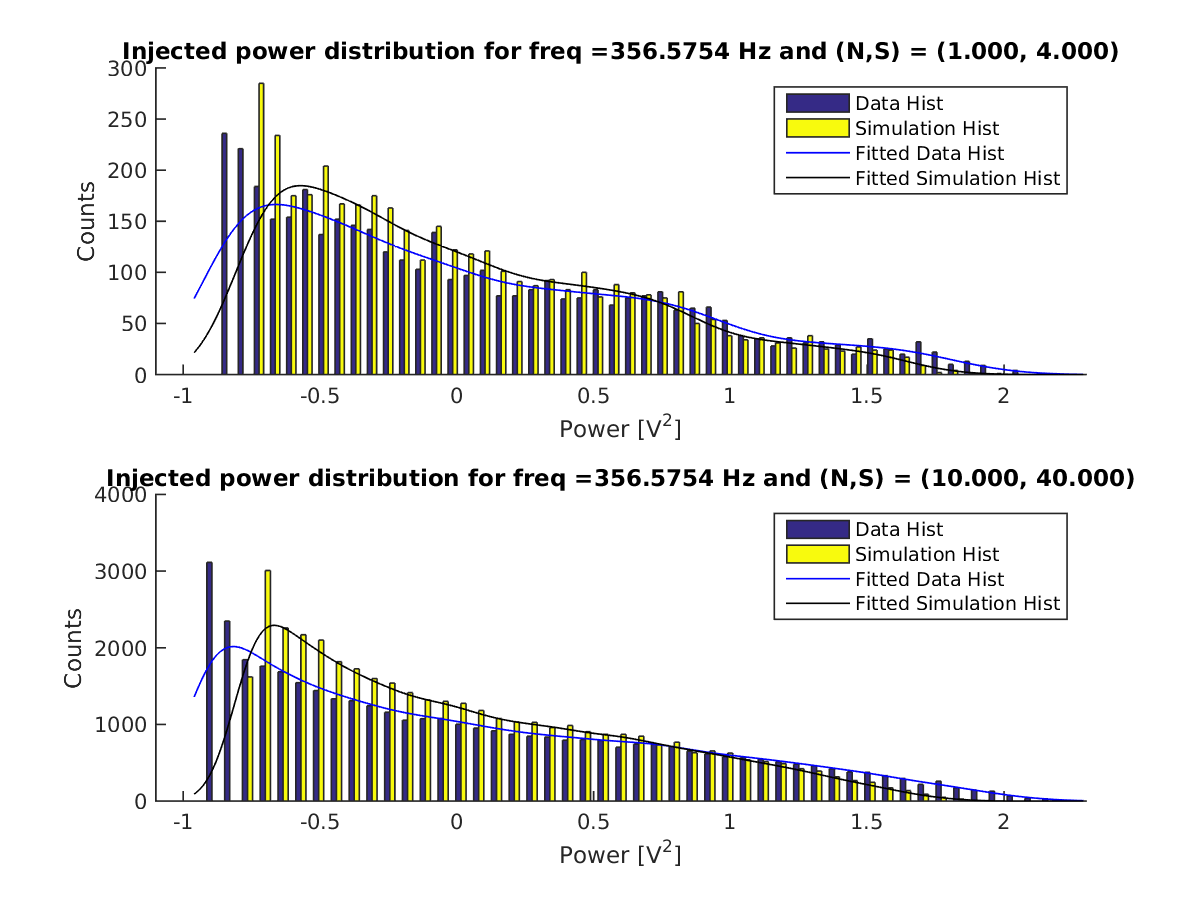 Injected power distribution for freq =356.5754 Hz and (N,S) = (1.000, 4.000)
300
250
200
150
100
50
0
Counts
Data Hist
Simulation Hist
Fitted Data Hist
Fitted Simulation Hist
-1 -0.5 0 0.5 1 1.5 2
Power [V²]
Injected power distribution for freq =356.5754 Hz and (N,S) = (10.000, 40.000)
4000
3000
2000
1000
0
Counts
Data Hist
Simulation Hist
Fitted Data Hist
Fitted Simulation Hist
-1 -0.5 0 0.5 1 1.5 2
Power [V²]